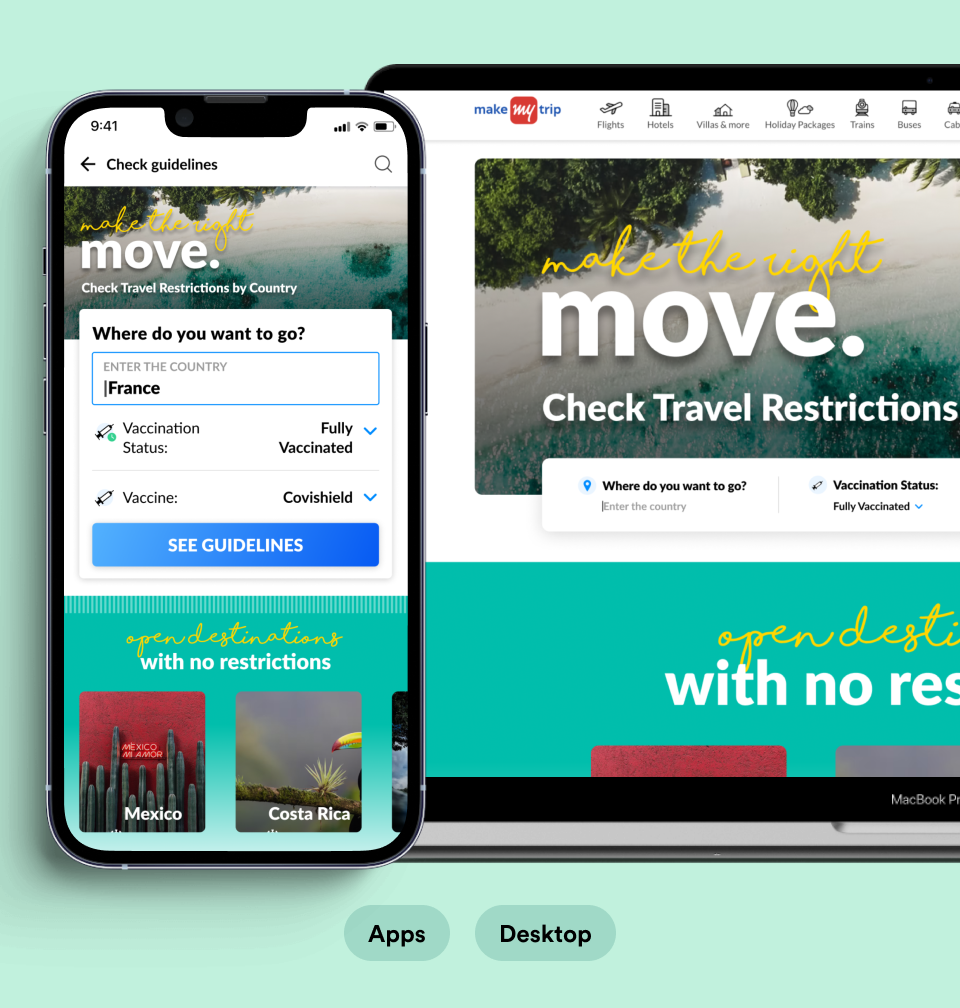 9:41
Check guidelines
make the right
move.
Check Travel Restrictions by Country
Where do you want to go?
ENTER THE COUNTRY
France
Vaccination
Status:
Fully
Vaccinated
Vaccine:
Covishield
SEE GUIDELINES
open destinations
with no restrictions
MEXICO
MI AMOR
Mexico
Costa Rica
make my trip
Flights
Hotels
Villas & more
Holiday Packages
Trains
Buses
Cab
make the right
move.
Check Travel Restrictions
Where do you want to go?
Enter the country
Vaccination Status:
Fully Vaccinated
open desti
with no res
MacBook Pr
Apps
Desktop